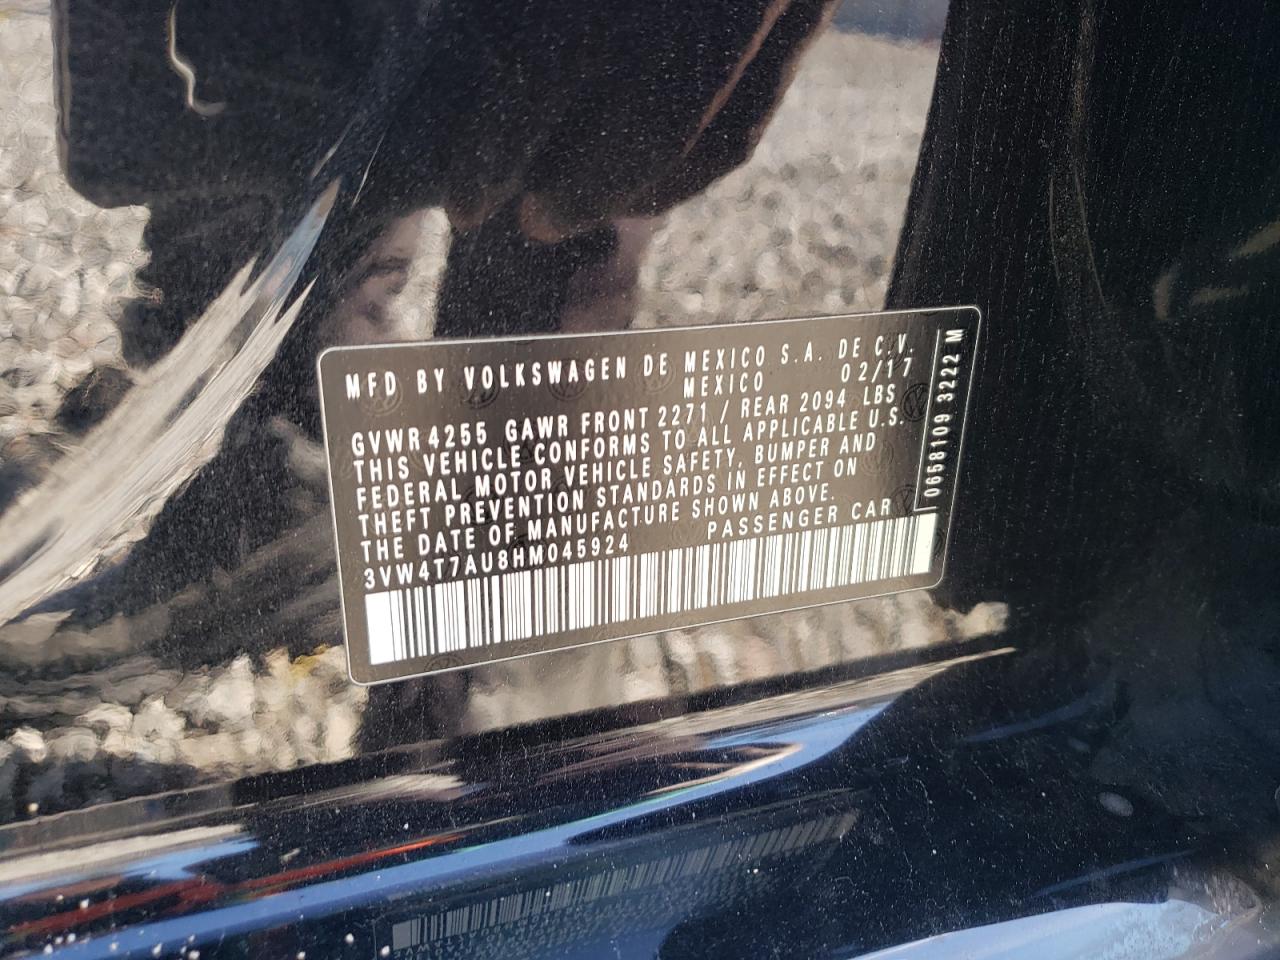 MFD BY VOLKSWAGEN DE MEXICO S.A. DE C.V.
MEXICO 02/17
GVWR 4255 GAWR FRONT 2271 / REAR 2094 LBS
THIS VEHICLE CONFORMS TO ALL APPLICABLE U.S.
FEDERAL MOTOR VEHICLE SAFETY, BUMPER AND
THEFT PREVENTION STANDARDS IN EFFECT ON
THE DATE OF MANUFACTURE SHOWN ABOVE.
3VW4T7AU8HM045924 PASSENGER CAR
0658109 3222 M